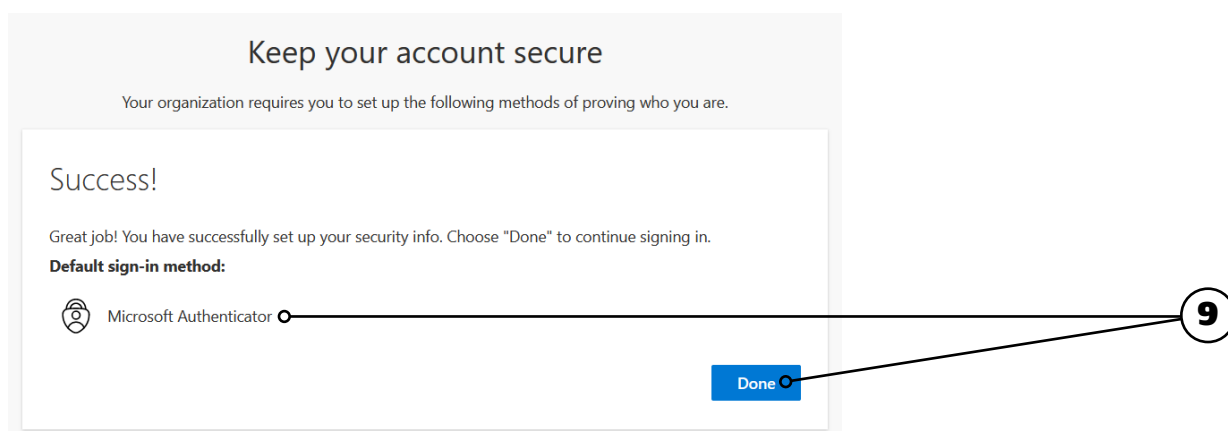 Keep your account secure
Your organization requires you to set up the following methods of proving who you are.
Success!
Great job! You have successfully set up your security info. Choose "Done" to continue signing in.
Default sign-in method:
Microsoft Authenticator
9
Done